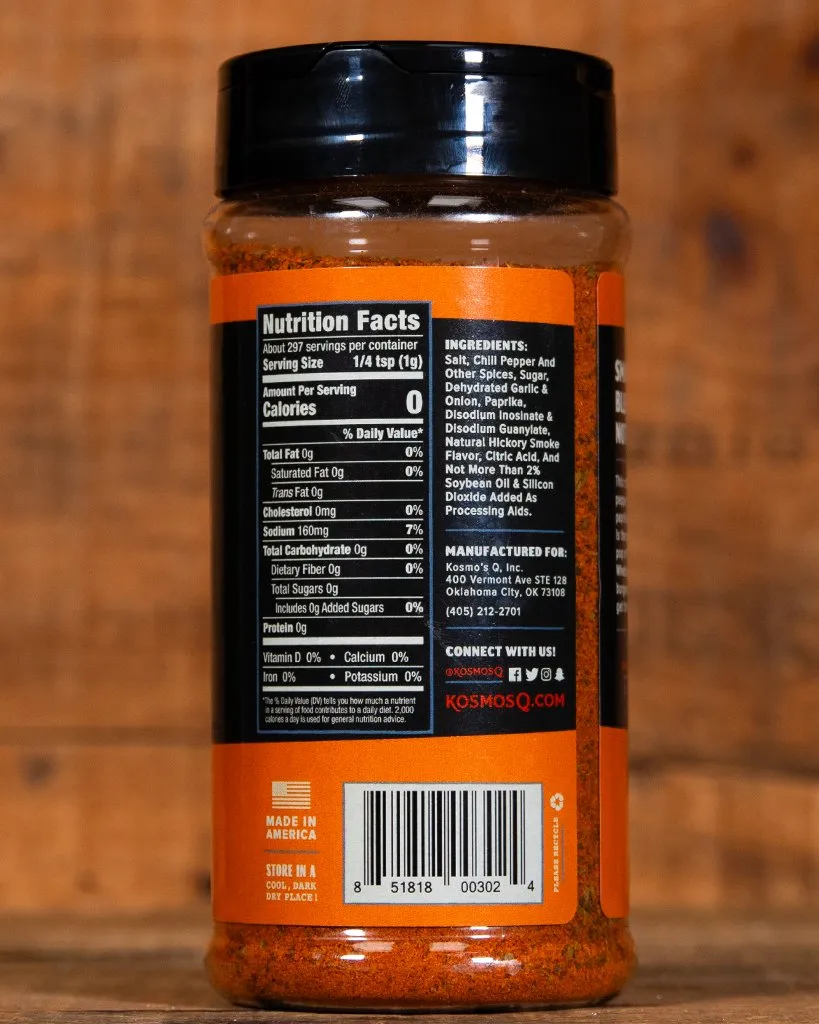 Nutrition Facts
About 297 servings per container
Serving Size 1/4 tsp (1g)
Amount Per Serving
Calories 0
% Daily Value*
Total Fat 0g 0%
Saturated Fat 0g 0%
Trans Fat 0g
Cholesterol 0mg 0%
Sodium 160mg 7%
Total Carbohydrate 0g 0%
Dietary Fiber 0g 0%
Total Sugars 0g
Includes 0g Added Sugars 0%
Protein 0g
Vitamin D 0% • Calcium 0%
Iron 0% • Potassium 0%
*The % Daily Value (DV) tells you how much a nutrient
in a serving of food contributes to a daily diet. 2,000
calories a day is used for general nutrition advice.
INGREDIENTS:
Salt, Chili Pepper And
Other Spices, Sugar,
Dehydrated Garlic &
Onion, Paprika,
Disodium Inosinate &
Disodium Guanylate,
Natural Hickory Smoke
Flavor, Citric Acid, And
Not More Than 2%
Soybean Oil & Silicon
Dioxide Added As
Processing Aids.
MANUFACTURED FOR:
Kosmo's Q, Inc.
400 Vermont Ave STE 128
Oklahoma City, OK 73108
(405) 212-2701
CONNECT WITH US!
@KOSMOSQ
KOSMOSQ.COM
MADE IN
AMERICA
STORE IN A
COOL, DARK
DRY PLACE!
8 51818 00302 4
PLEASE RECYCLE